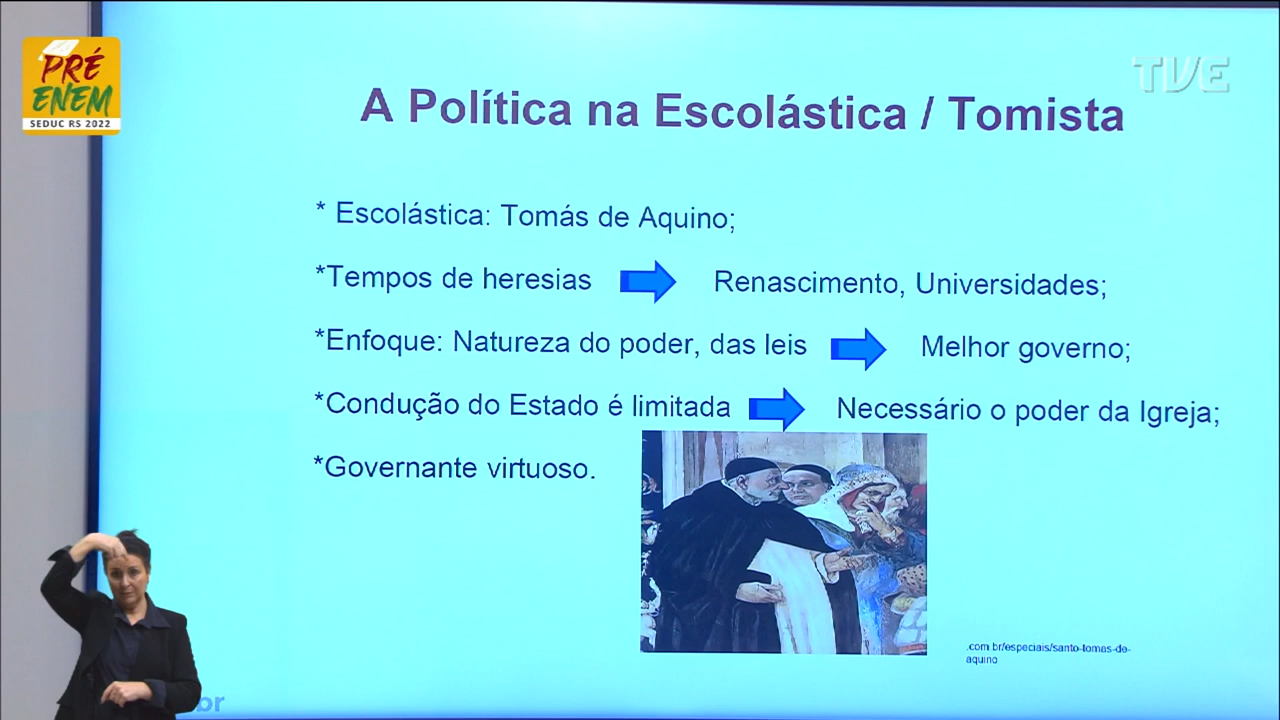 PRÉ
ENEM
SEDUC RS 2022
TVE
A Política na Escolástica / Tomista
* Escolástica: Tomás de Aquino;
*Tempos de heresias Renascimento, Universidades;
*Enfoque: Natureza do poder, das leis Melhor governo;
*Condução do Estado é limitada Necessário o poder da Igreja;
*Governante virtuoso.
.com br/especiais/santo-tomas-de-
aquino
br